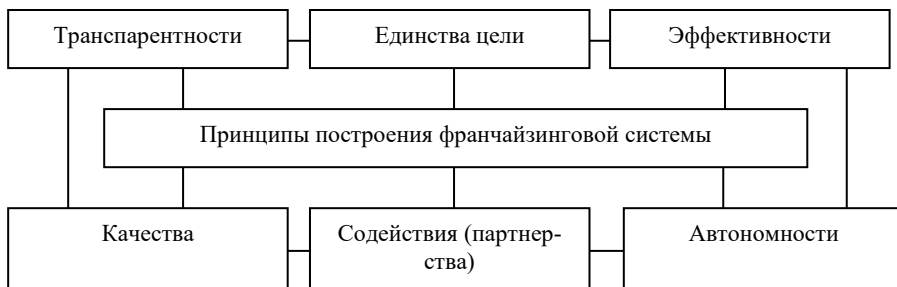 Транспарентности
Единства цели
Эффективности
Принципы построения франчайзинговой системы
Качества
Содействия (партнер-
ства)
Автономности